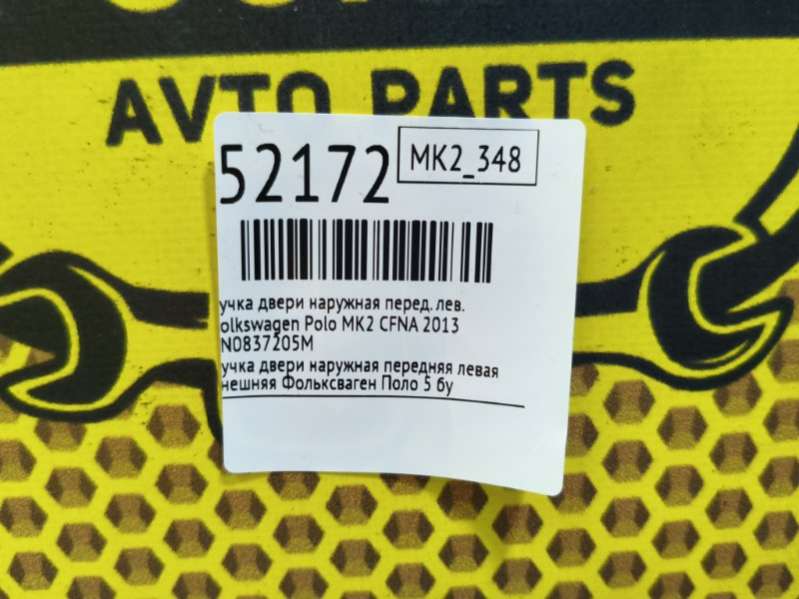 AVTO PARTS
52172
MK2_348
учка двери наружная перед. лев.
olkswagen Polo MK2 CFNA 2013
N0837205M
учка двери наружная передняя левая
нешняя Фольксваген Поло 5 бу